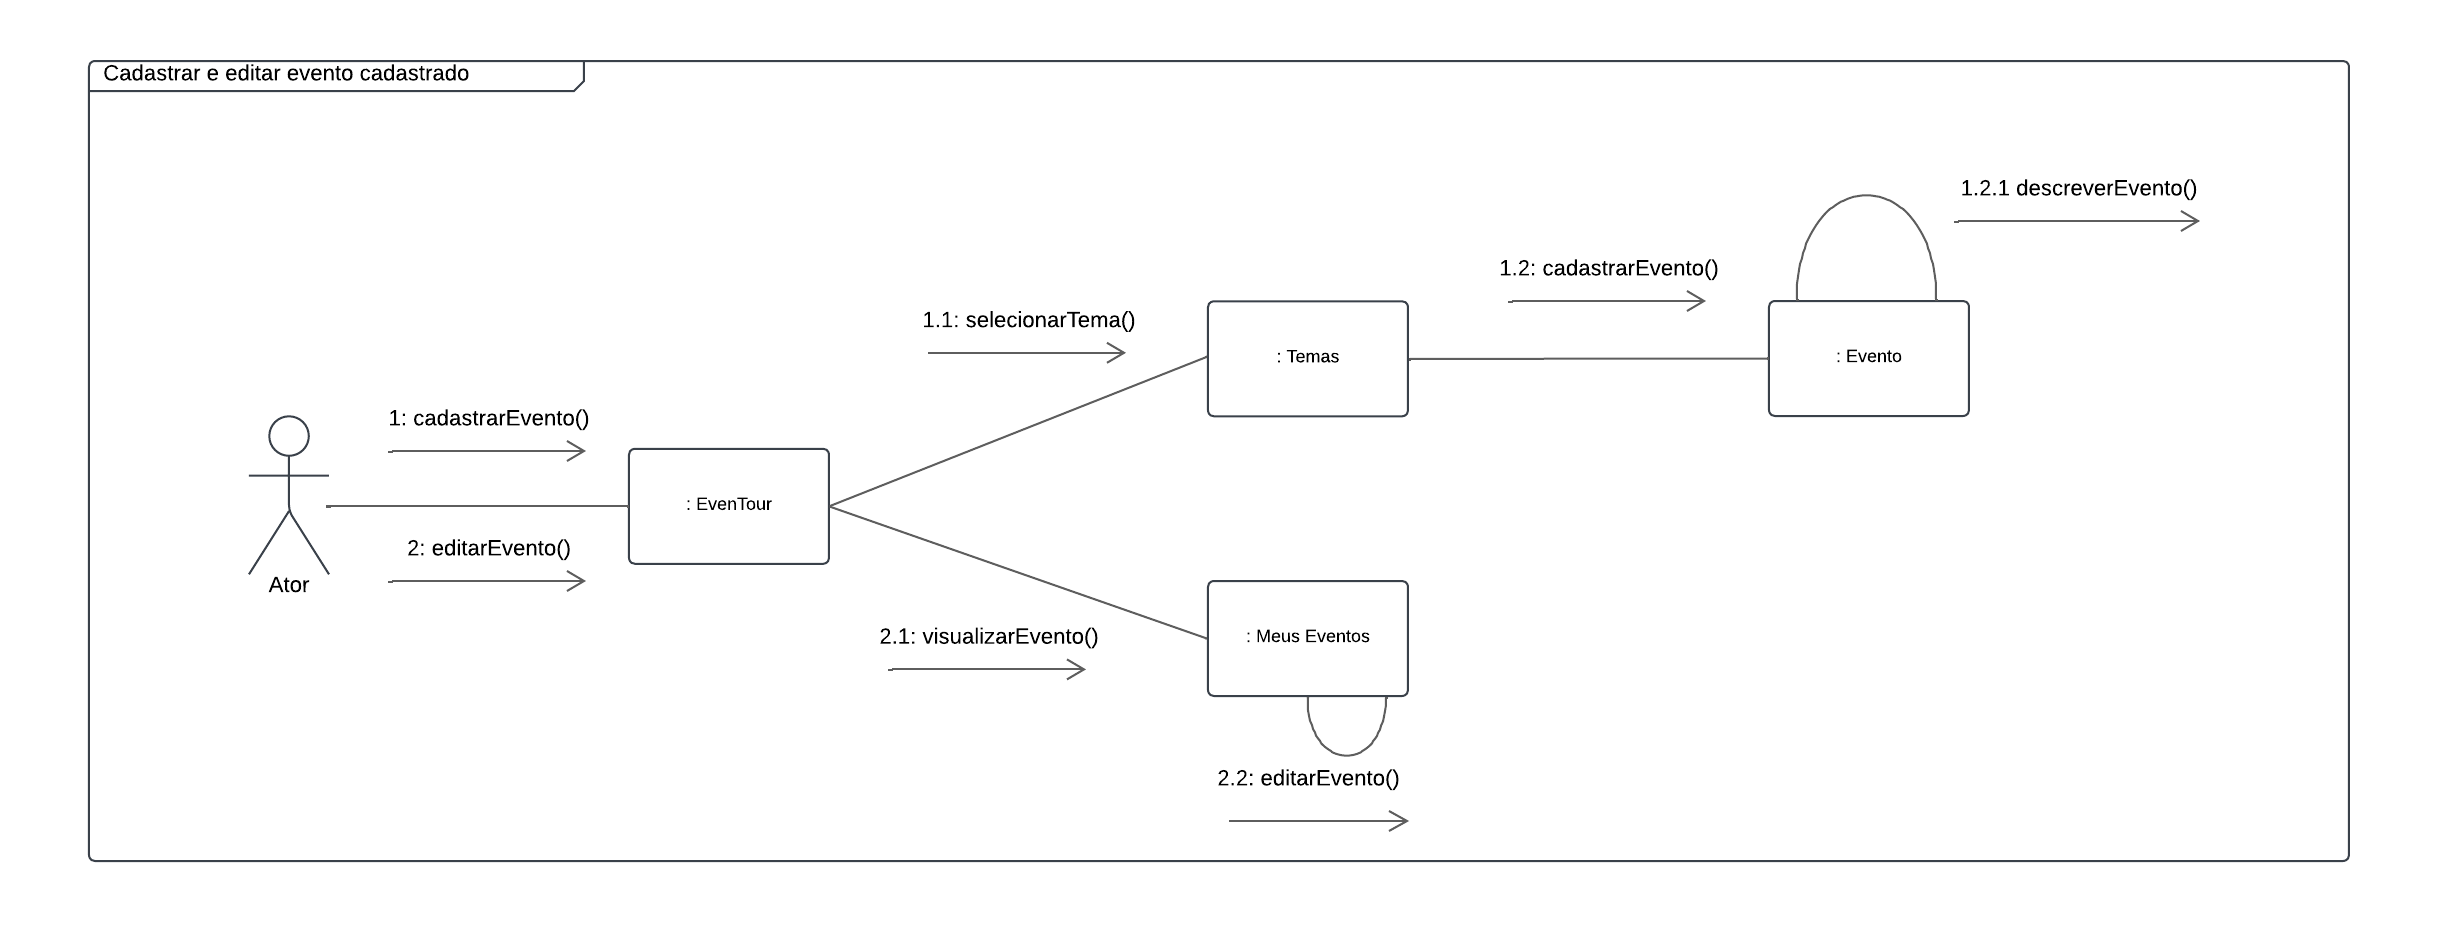 Cadastrar e editar evento cadastrado
1.2.1 descreverEvento()
1.2: cadastrarEvento()
1.1: selecionarTema()
: Temas
: Evento
1: cadastrarEvento()
: EvenTour
2: editarEvento()
Ator
2.1: visualizarEvento()
: Meus Eventos
2.2: editarEvento()